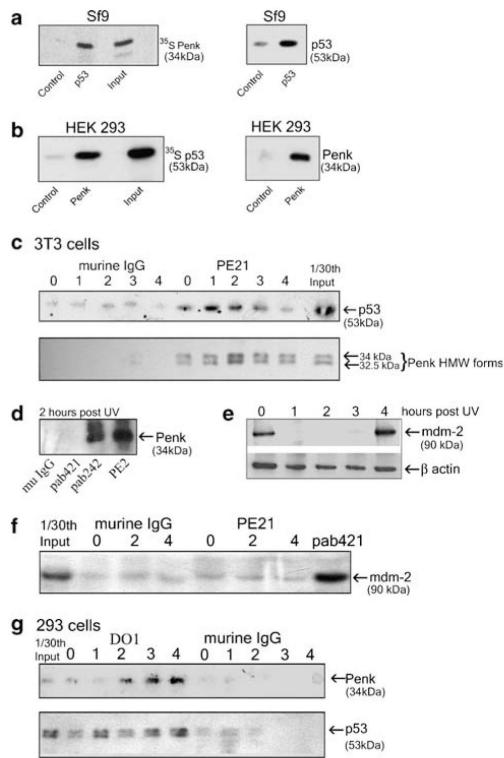 a
Sf9
35S Penk
(34kDa)
Control
p53
Input
Sf9
p53
(53kDa)
Control
p53
b
HEK 293
35S p53
(53kDa)
Control
Penk
Input
HEK 293
Penk
(34kDa)
Control
Penk
c 3T3 cells
murine IgG PE21 1/30th
0 1 2 3 4 0 1 2 3 4 Input
←p53
(53kDa)
←34 kDa
←32.5 kDa
}Penk HMW forms
d
2 hours post UV
← Penk
(34kDa)
mu IgG
pab421
pab242
PE2
e
0 1 2 3 4 hours post UV
←mdm-2
(90 kDa)
←β actin
f
1/30th murine IgG PE21
Input 0 2 4 0 2 4 pab421
←mdm-2
(90 kDa)
g 293 cells
1/30th DO1 murine IgG
Input 0 1 2 3 4 0 1 2 3 4
←Penk
(34kDa)
←p53
(53kDa)